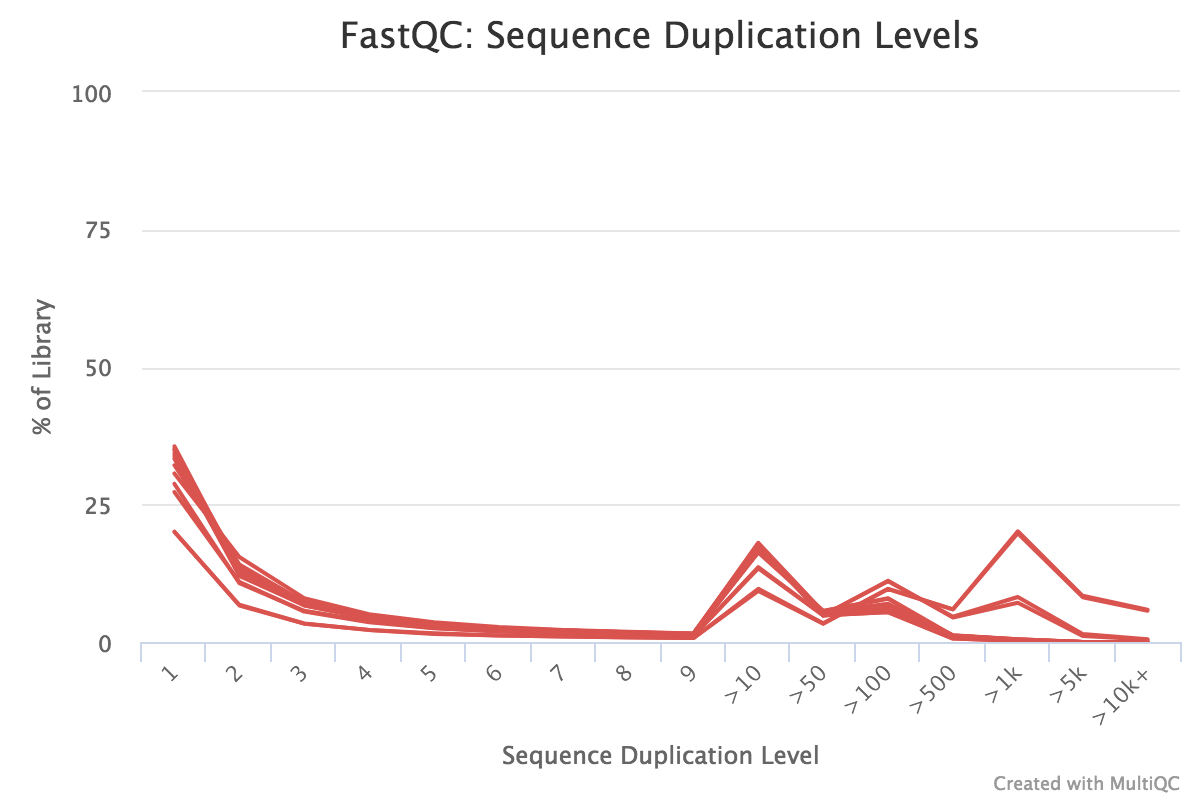 FastQC: Sequence Duplication Levels
100
75
50
25
0
% of Library
1
2
3
4
5
6
7
8
9
>10
>50
>100
>500
>1k
>5k
>10k+
Sequence Duplication Level
Created with MultiQC